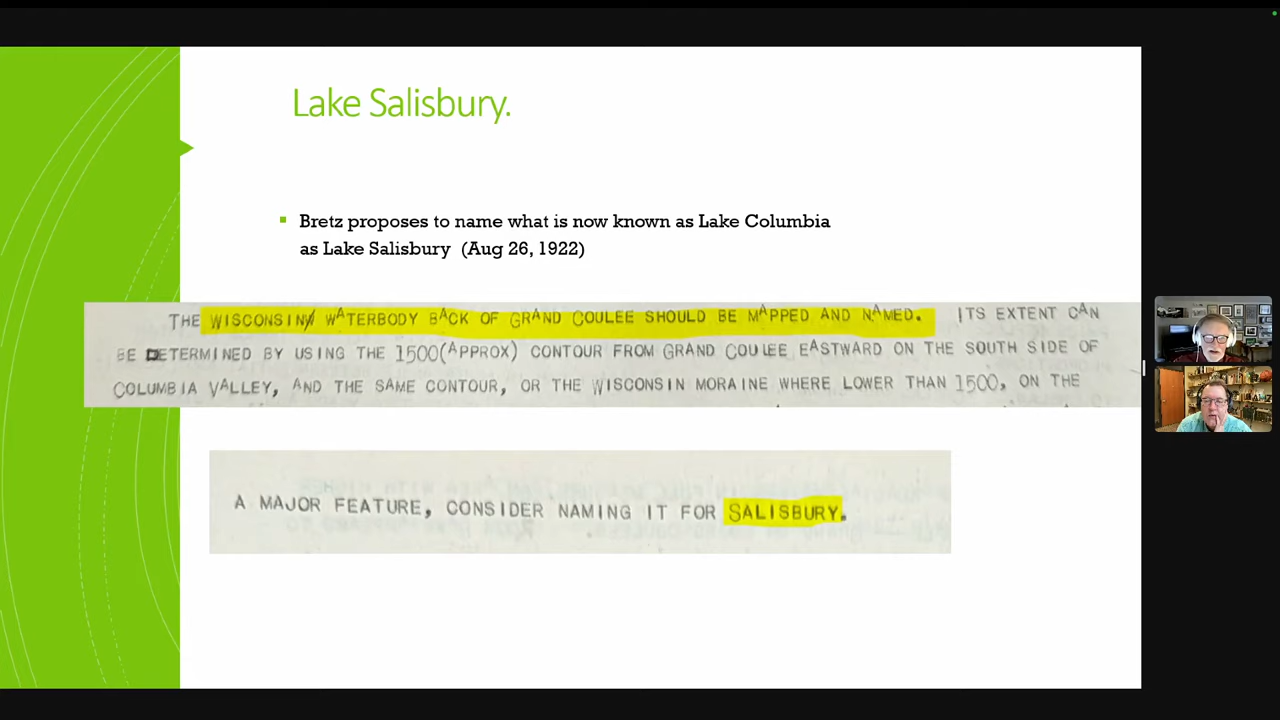 Lake Salisbury.
Bretz proposes to name what is now known as Lake Columbia
as Lake Salisbury (Aug 26, 1922)
THE WISCONSIN WATERBODY BACK OF GRAND COULEE SHOULD BE MAPPED AND NAMED. ITS EXTENT CAN
BE DETERMINED BY USING THE 1500(APPROX) CONTOUR FROM GRAND COULEE EASTWARD ON THE SOUTH SIDE OF
COLUMBIA VALLEY, AND THE SAME CONTOUR, OR THE WISCONSIN MORAINE WHERE LOWER THAN 1500, ON THE
A MAJOR FEATURE, CONSIDER NAMING IT FOR SALISBURY.